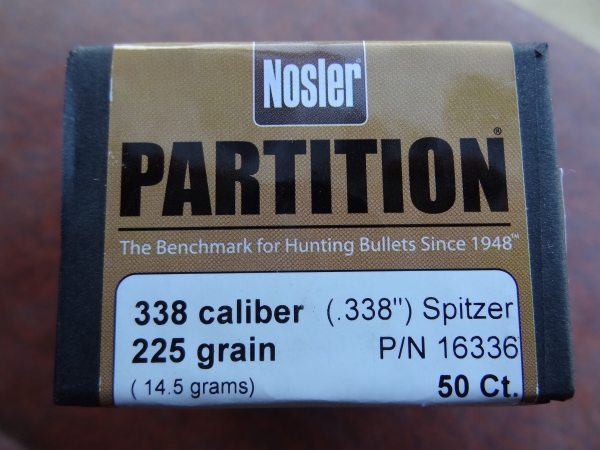 Nosler®
PARTITION®
The Benchmark for Hunting Bullets Since 1948™
338 caliber (.338") Spitzer
225 grain P/N 16336
(14.5 grams) 50 Ct.